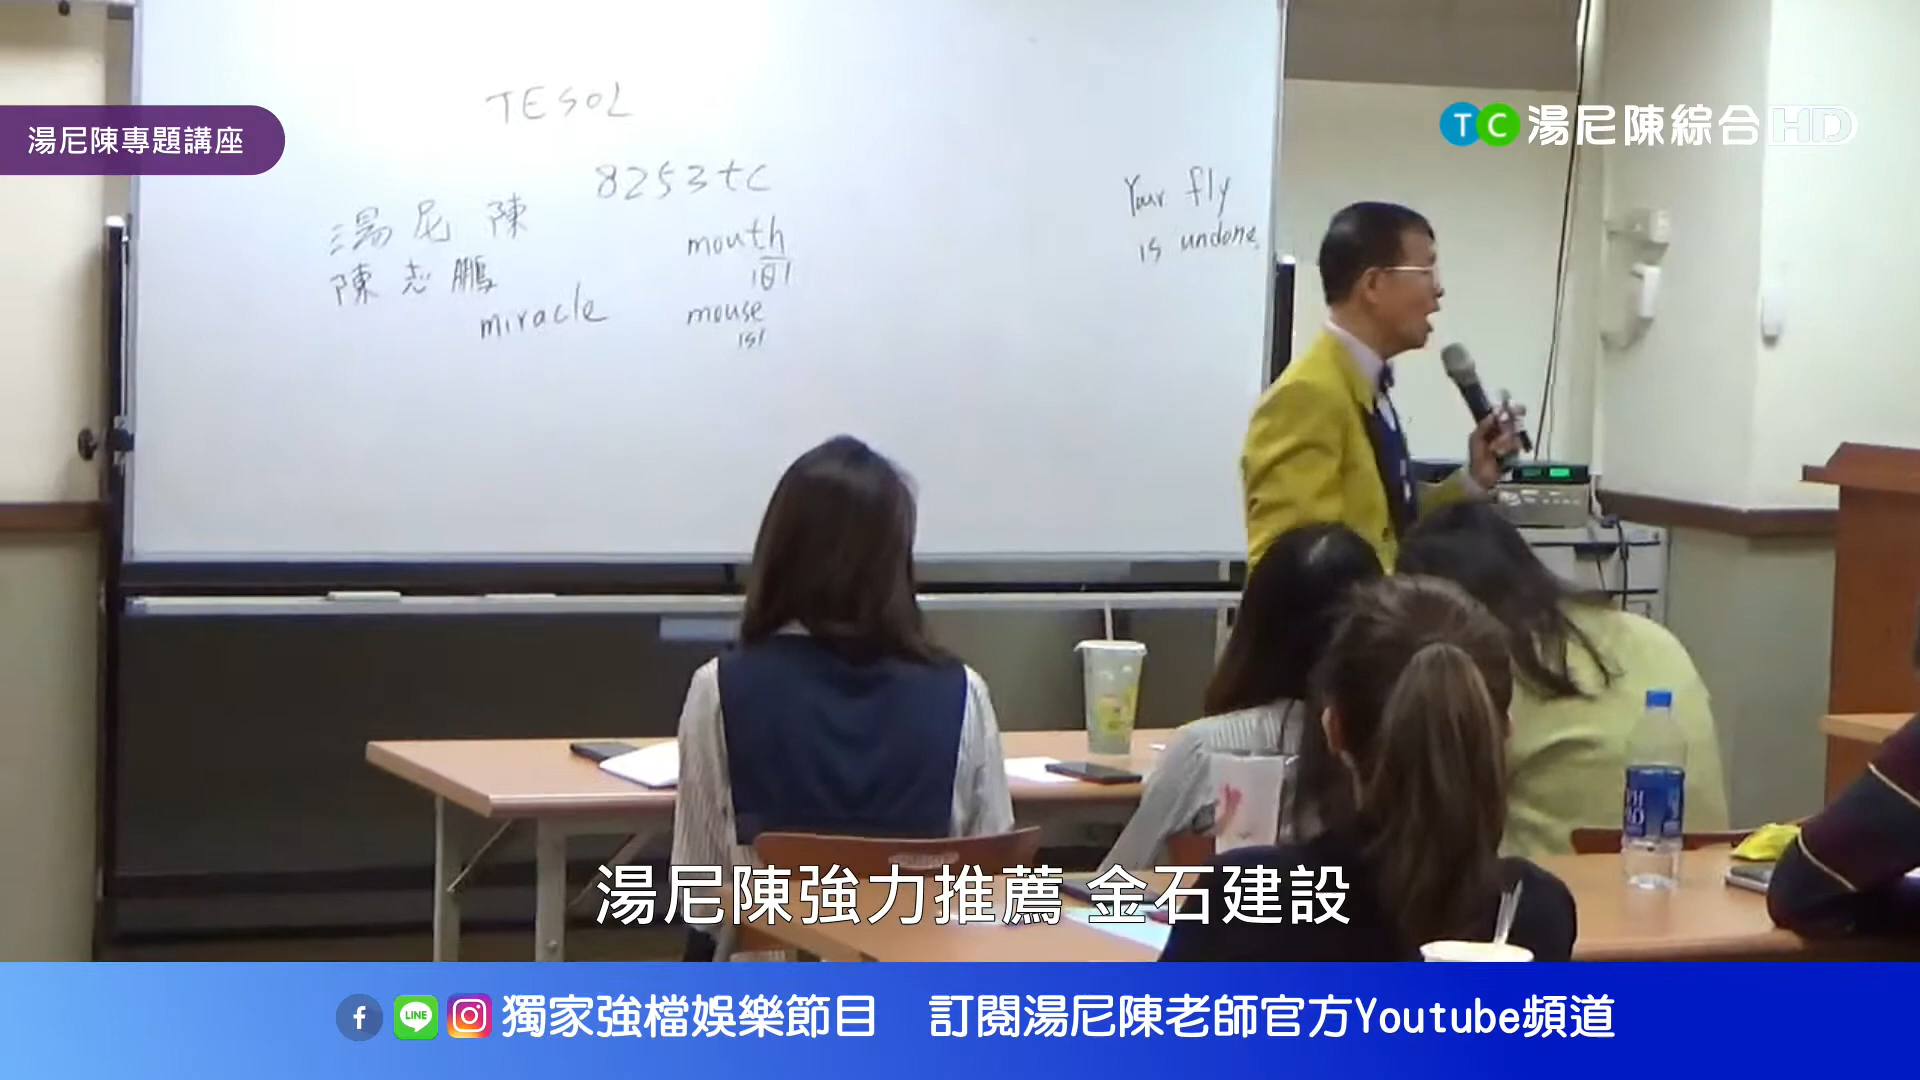 湯尼陳專題講座
TC 湯尼陳綜合HD
TESOL
8253tc
湯尼陳
陳志鵬
miracle
mouth
|θ|
mouse
|s|
Your fly
is undone.
湯尼陳強力推薦 金石建設
LINE
獨家強檔娛樂節目 訂閱湯尼陳老師官方Youtube頻道